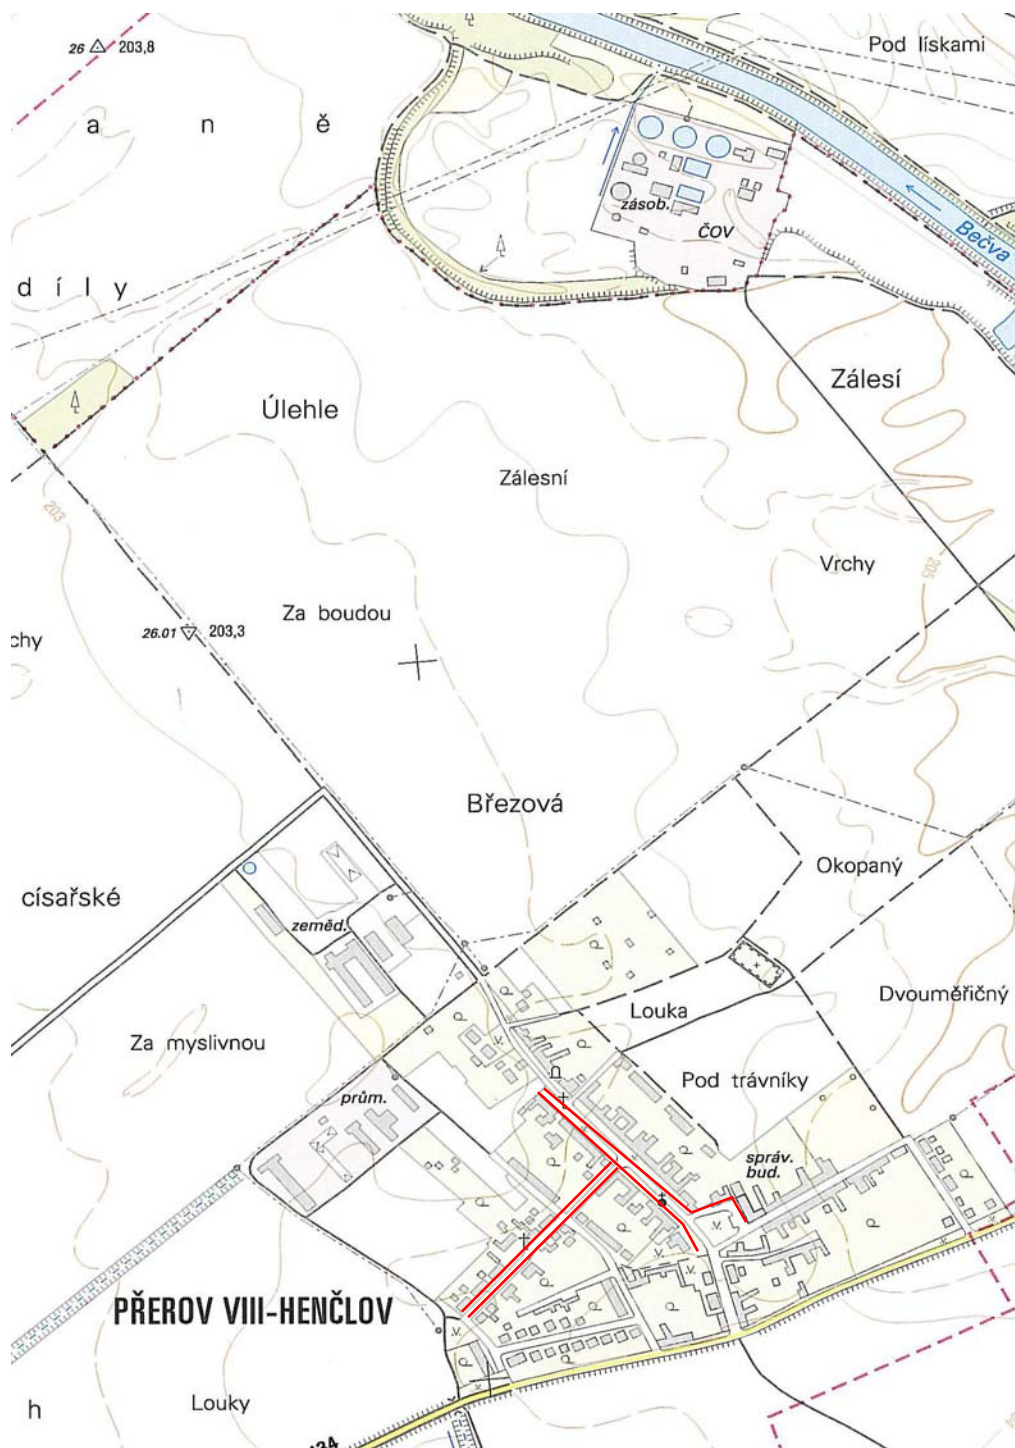 26 203,8
Pod lískami
a n ě
zásob.
ČOV
Bečva
d í l y
Zálesí
Úlehle
Zálesní
203
Vrchy
205
Za boudou
26.01 203,3
chy
Březová
Okopaný
císařské
zeměd.
Dvouměřičný
Louka
Za myslivnou
Pod trávníky
prům.
správ.
bud.
PŘEROV VIII-HENČLOV
Louky
h